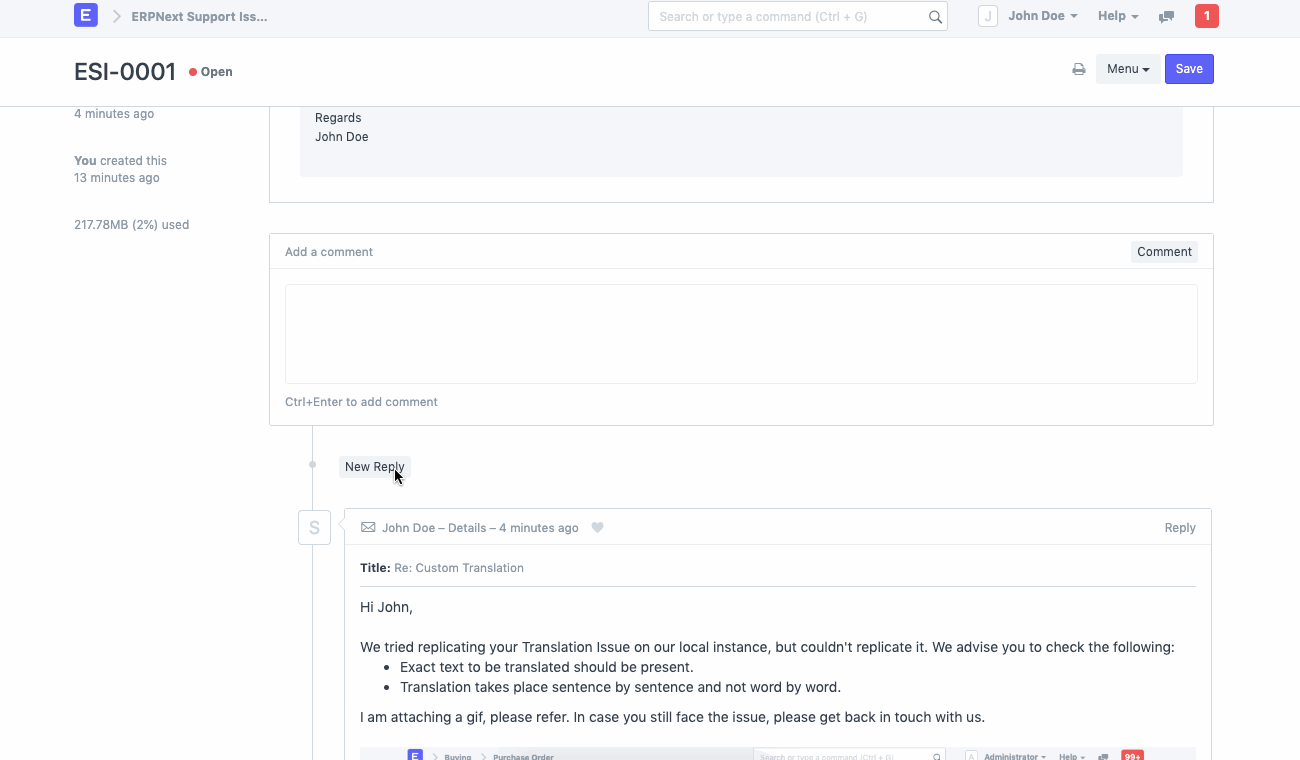 E ERPNext Support Iss... Search or type a command (Ctrl + G) J John Doe Help 1
ESI-0001 Open Menu Save
4 minutes ago
Regards
John Doe
You created this
13 minutes ago
217.78MB (2%) used
Add a comment Comment
Ctrl+Enter to add comment
New Reply
S John Doe – Details – 4 minutes ago Reply
Title: Re: Custom Translation
Hi John,
We tried replicating your Translation Issue on our local instance, but couldn't replicate it. We advise you to check the following:
• Exact text to be translated should be present.
• Translation takes place sentence by sentence and not word by word.
I am attaching a gif, please refer. In case you still face the issue, please get back in touch with us.
E Buying Purchase Order Search or type a command (Ctrl + G) A Administrator Help 99+